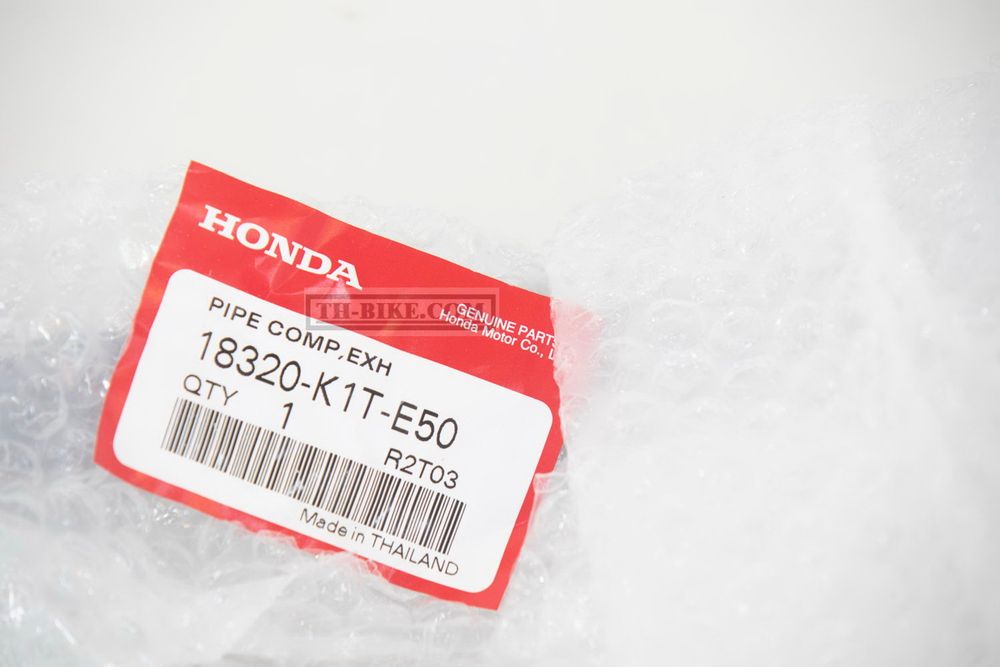 HONDA
TH-BIKE.COM
GENUINE PARTS
Honda Motor Co.,
PIPE COMP,EXH
18320-K1T-E50
QTY 1
R2T03
Made in THAILAND